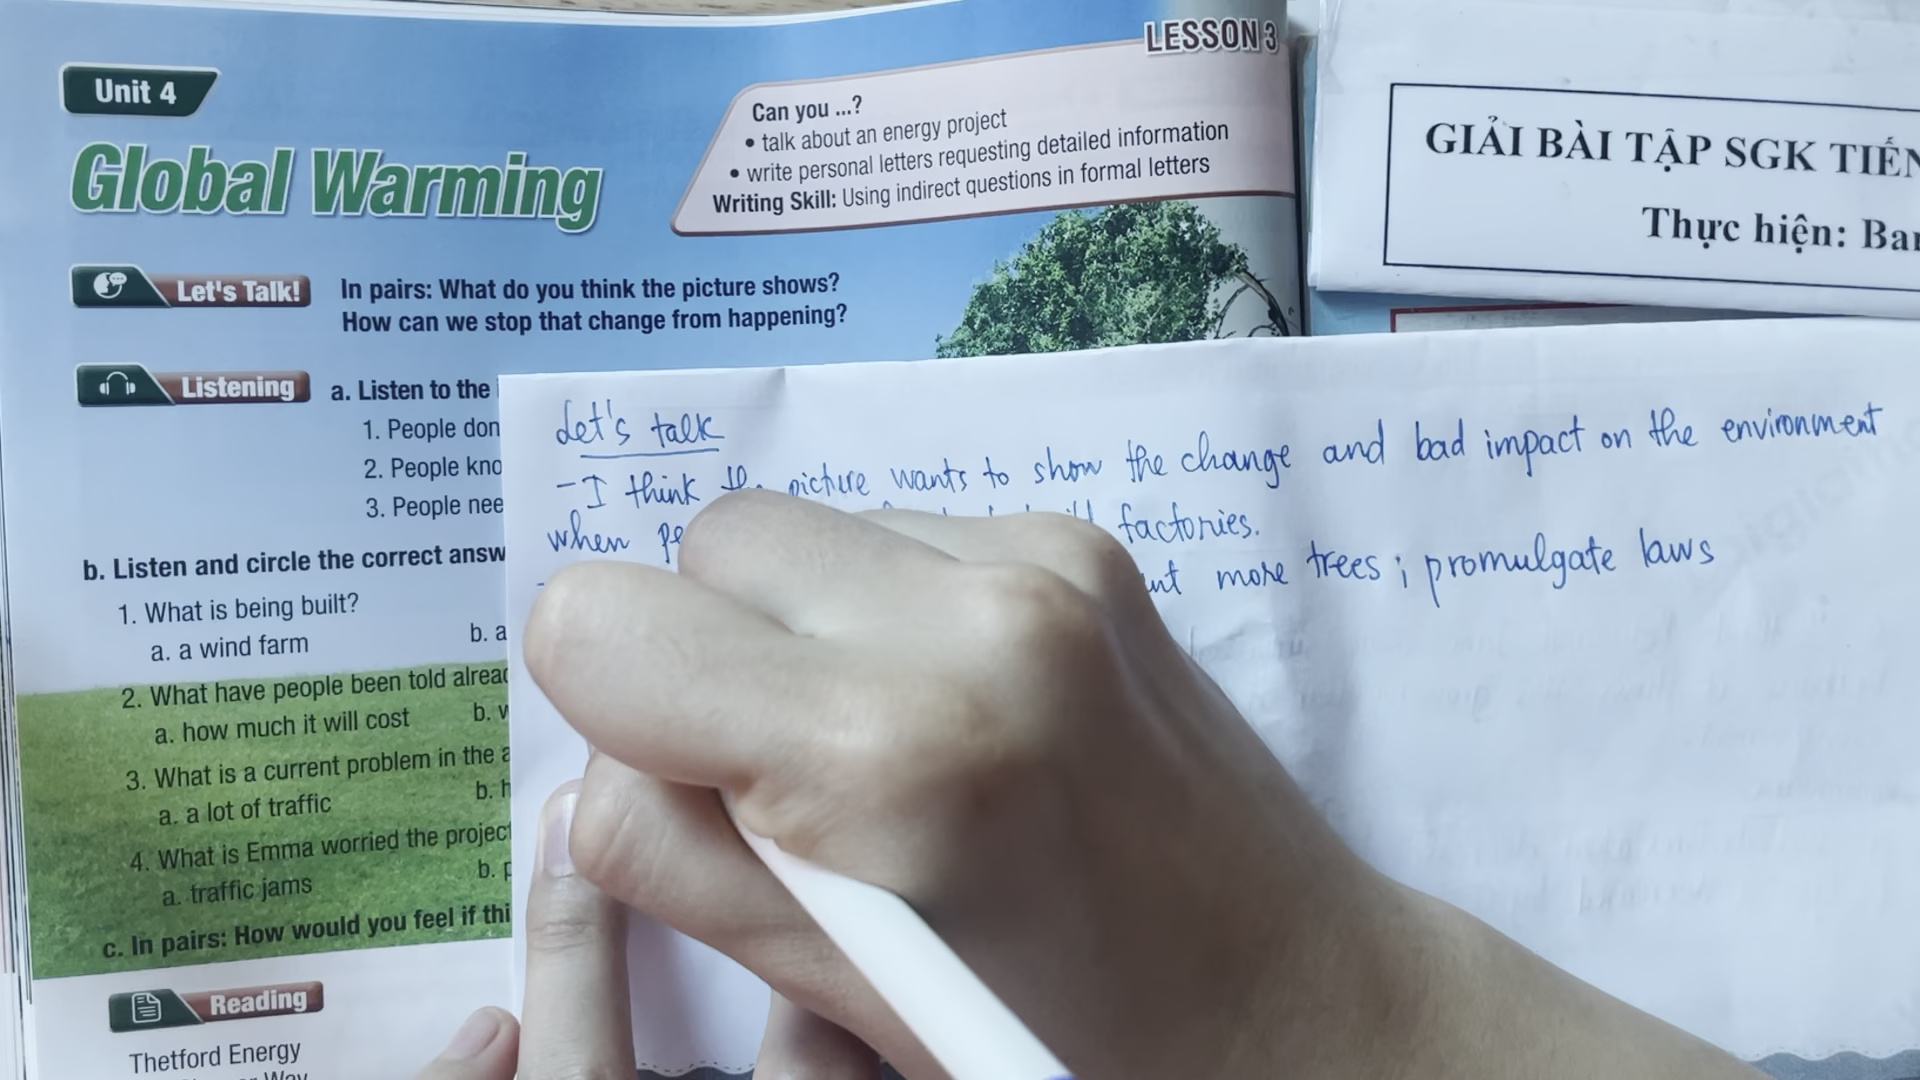 LESSON 3
Unit 4
Global Warming
Can you ...?
• talk about an energy project
• write personal letters requesting detailed information
Writing Skill: Using indirect questions in formal letters
Let's Talk!
In pairs: What do you think the picture shows?
How can we stop that change from happening?
Listening
a. Listen to the
1. People don
2. People kno
3. People nee
b. Listen and circle the correct answ
1. What is being built?
a. a wind farm
b. a
2. What have people been told alread
a. how much it will cost
b. v
3. What is a current problem in the a
a. a lot of traffic
b. h
4. What is Emma worried the project
a. traffic jams
b. p
c. In pairs: How would you feel if thi
Reading
Thetford Energy
Way
GIẢI BÀI TẬP SGK TIẾN
Thực hiện: Ban
Let's talk
- I think the picture wants to show the change and bad impact on the environment
when pe factories.
more trees ; promulgate laws